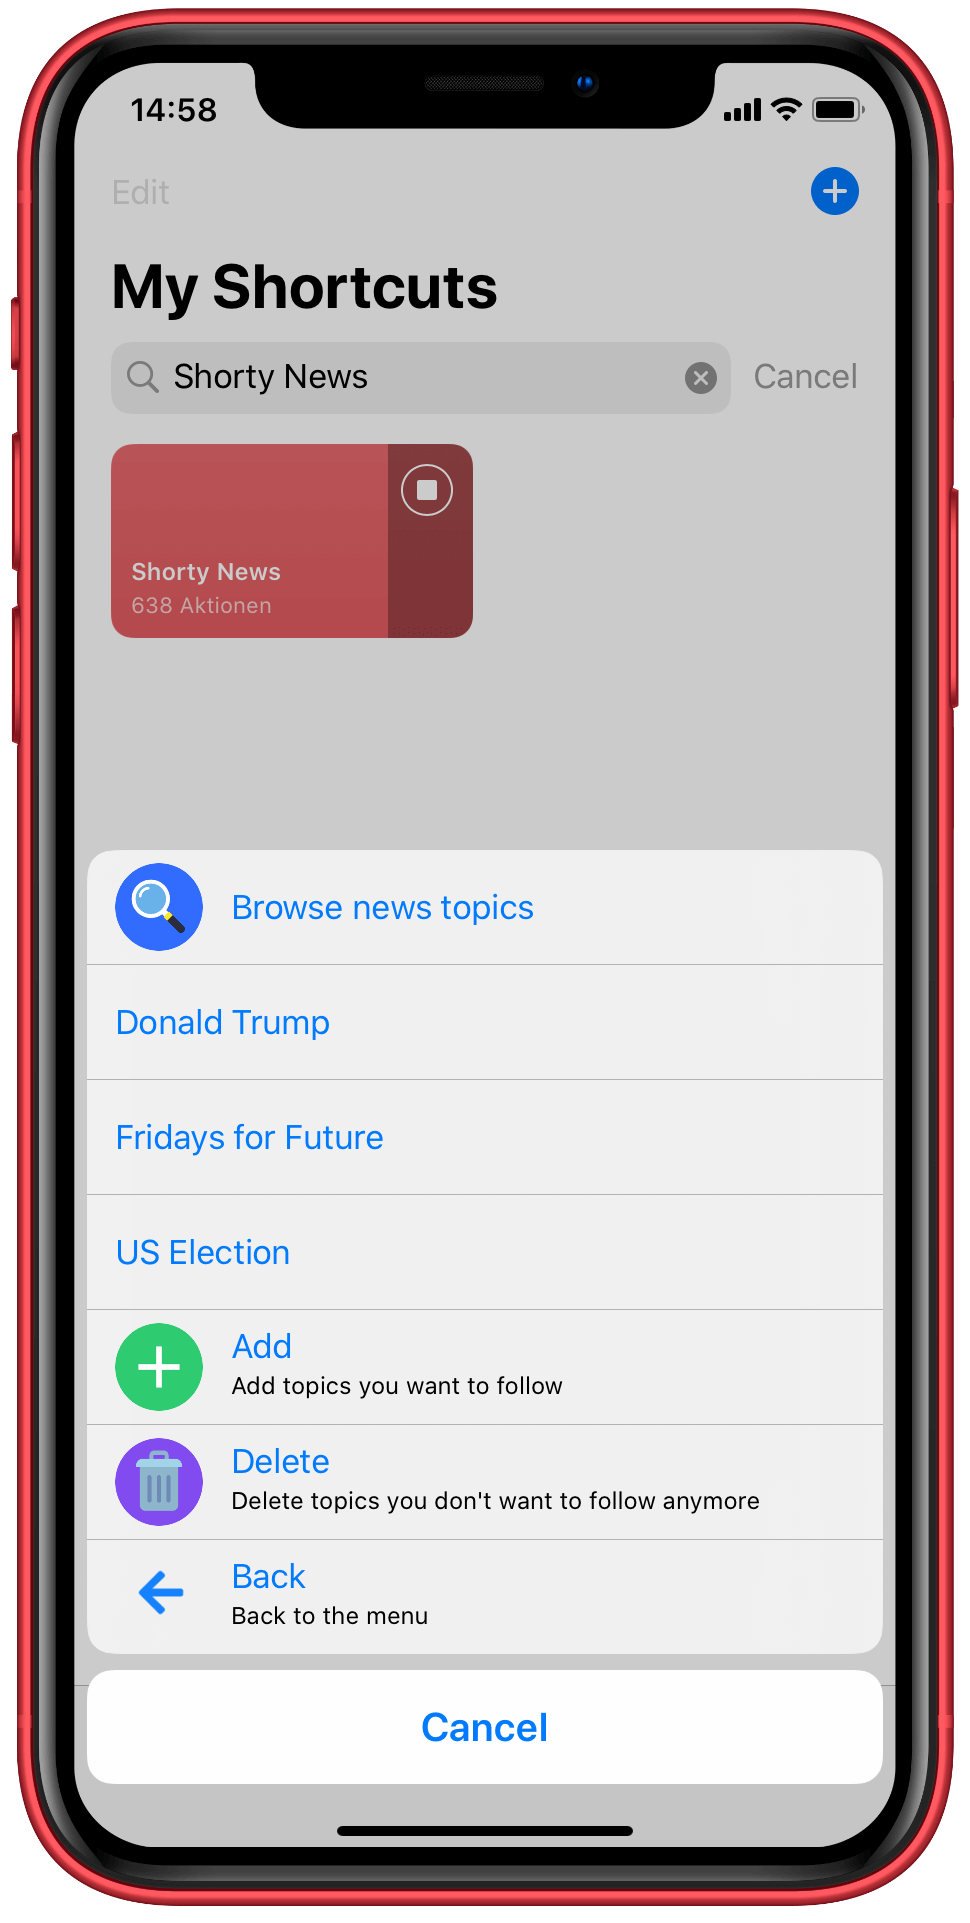 14:58
Edit
My Shortcuts
Shorty News
Cancel
Shorty News
638 Aktionen
Browse news topics
Donald Trump
Fridays for Future
US Election
Add
Add topics you want to follow
Delete
Delete topics you don't want to follow anymore
Back
Back to the menu
Cancel